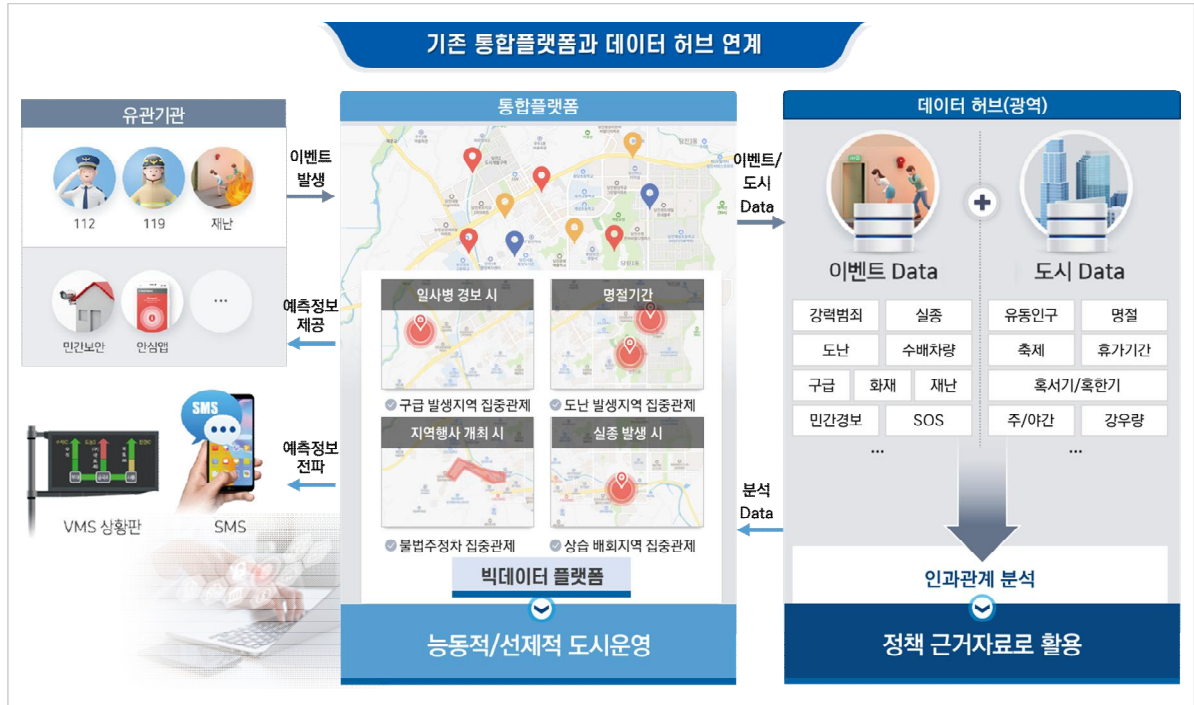 기존 통합플랫폼과 데이터 허브 연계
유관기관
112
119
재난
민간보안
안심앱
...
이벤트
발생
예측정보
제공
예측정보
전파
SMS
VMS 상황판
SMS
통합플랫폼
일사병 경보 시
명절기간
구급 발생지역 집중관제
도난 발생지역 집중관제
지역행사 개최 시
실종 발생 시
불법주정차 집중관제
상습 배회지역 집중관제
빅데이터 플랫폼
능동적/선제적 도시운영
이벤트/
도시
Data
분석
Data
데이터 허브(광역)
이벤트 Data
도시 Data
강력범죄
실종
유동인구
명절
도난
수배차량
축제
휴가기간
구급
화재
재난
혹서기/혹한기
민간경보
SOS
주/야간
강우량
...
...
인과관계 분석
정책 근거자료로 활용